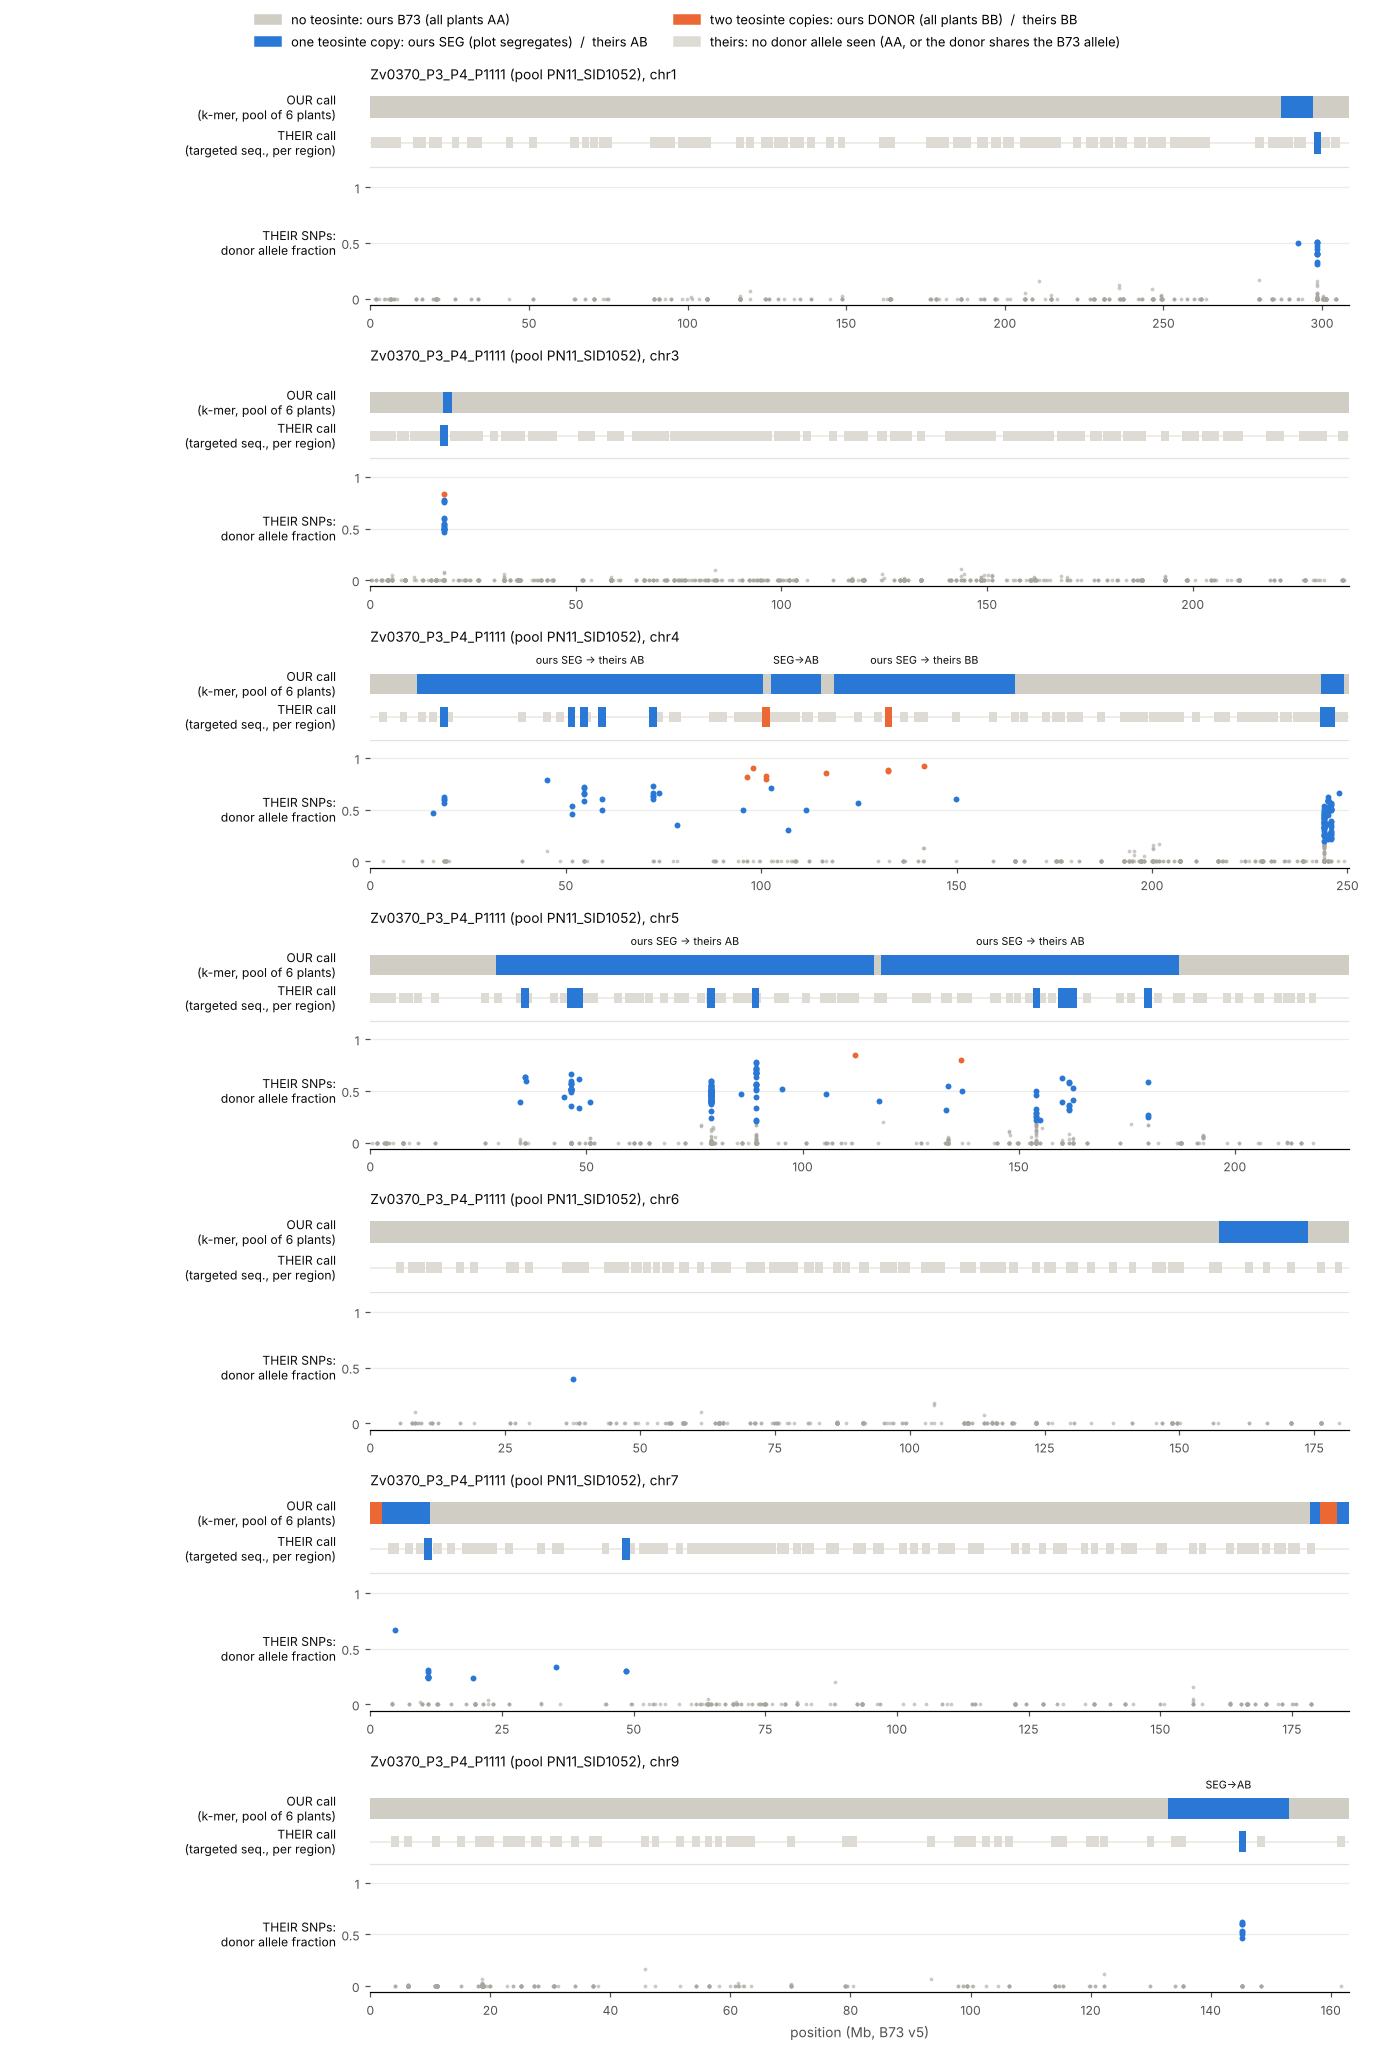 no teosinte: ours B73 (all plants AA)
one teosinte copy: ours SEG (plot segregates)  /  theirs AB
two teosinte copies: ours DONOR (all plants BB)  /  theirs BB
theirs: no donor allele seen (AA, or the donor shares the B73 allele)
Zv0370_P3_P4_P1111 (pool PN11_SID1052), chr1
OUR call
(k-mer, pool of 6 plants)
THEIR call
(targeted seq., per region)
1
THEIR SNPs:
donor allele fraction
0.5
0
0 50 100 150 200 250 300
Zv0370_P3_P4_P1111 (pool PN11_SID1052), chr3
OUR call
(k-mer, pool of 6 plants)
THEIR call
(targeted seq., per region)
1
THEIR SNPs:
donor allele fraction
0.5
0
0 50 100 150 200
Zv0370_P3_P4_P1111 (pool PN11_SID1052), chr4
ours SEG → theirs AB SEG→AB ours SEG → theirs BB
OUR call
(k-mer, pool of 6 plants)
THEIR call
(targeted seq., per region)
1
THEIR SNPs:
donor allele fraction
0.5
0
0 50 100 150 200 250
Zv0370_P3_P4_P1111 (pool PN11_SID1052), chr5
ours SEG → theirs AB ours SEG → theirs AB
OUR call
(k-mer, pool of 6 plants)
THEIR call
(targeted seq., per region)
1
THEIR SNPs:
donor allele fraction
0.5
0
0 50 100 150 200
Zv0370_P3_P4_P1111 (pool PN11_SID1052), chr6
OUR call
(k-mer, pool of 6 plants)
THEIR call
(targeted seq., per region)
1
THEIR SNPs:
donor allele fraction
0.5
0
0 25 50 75 100 125 150 175
Zv0370_P3_P4_P1111 (pool PN11_SID1052), chr7
OUR call
(k-mer, pool of 6 plants)
THEIR call
(targeted seq., per region)
1
THEIR SNPs:
donor allele fraction
0.5
0
0 25 50 75 100 125 150 175
Zv0370_P3_P4_P1111 (pool PN11_SID1052), chr9
SEG→AB
OUR call
(k-mer, pool of 6 plants)
THEIR call
(targeted seq., per region)
1
THEIR SNPs:
donor allele fraction
0.5
0
0 20 40 60 80 100 120 140 160
position (Mb, B73 v5)